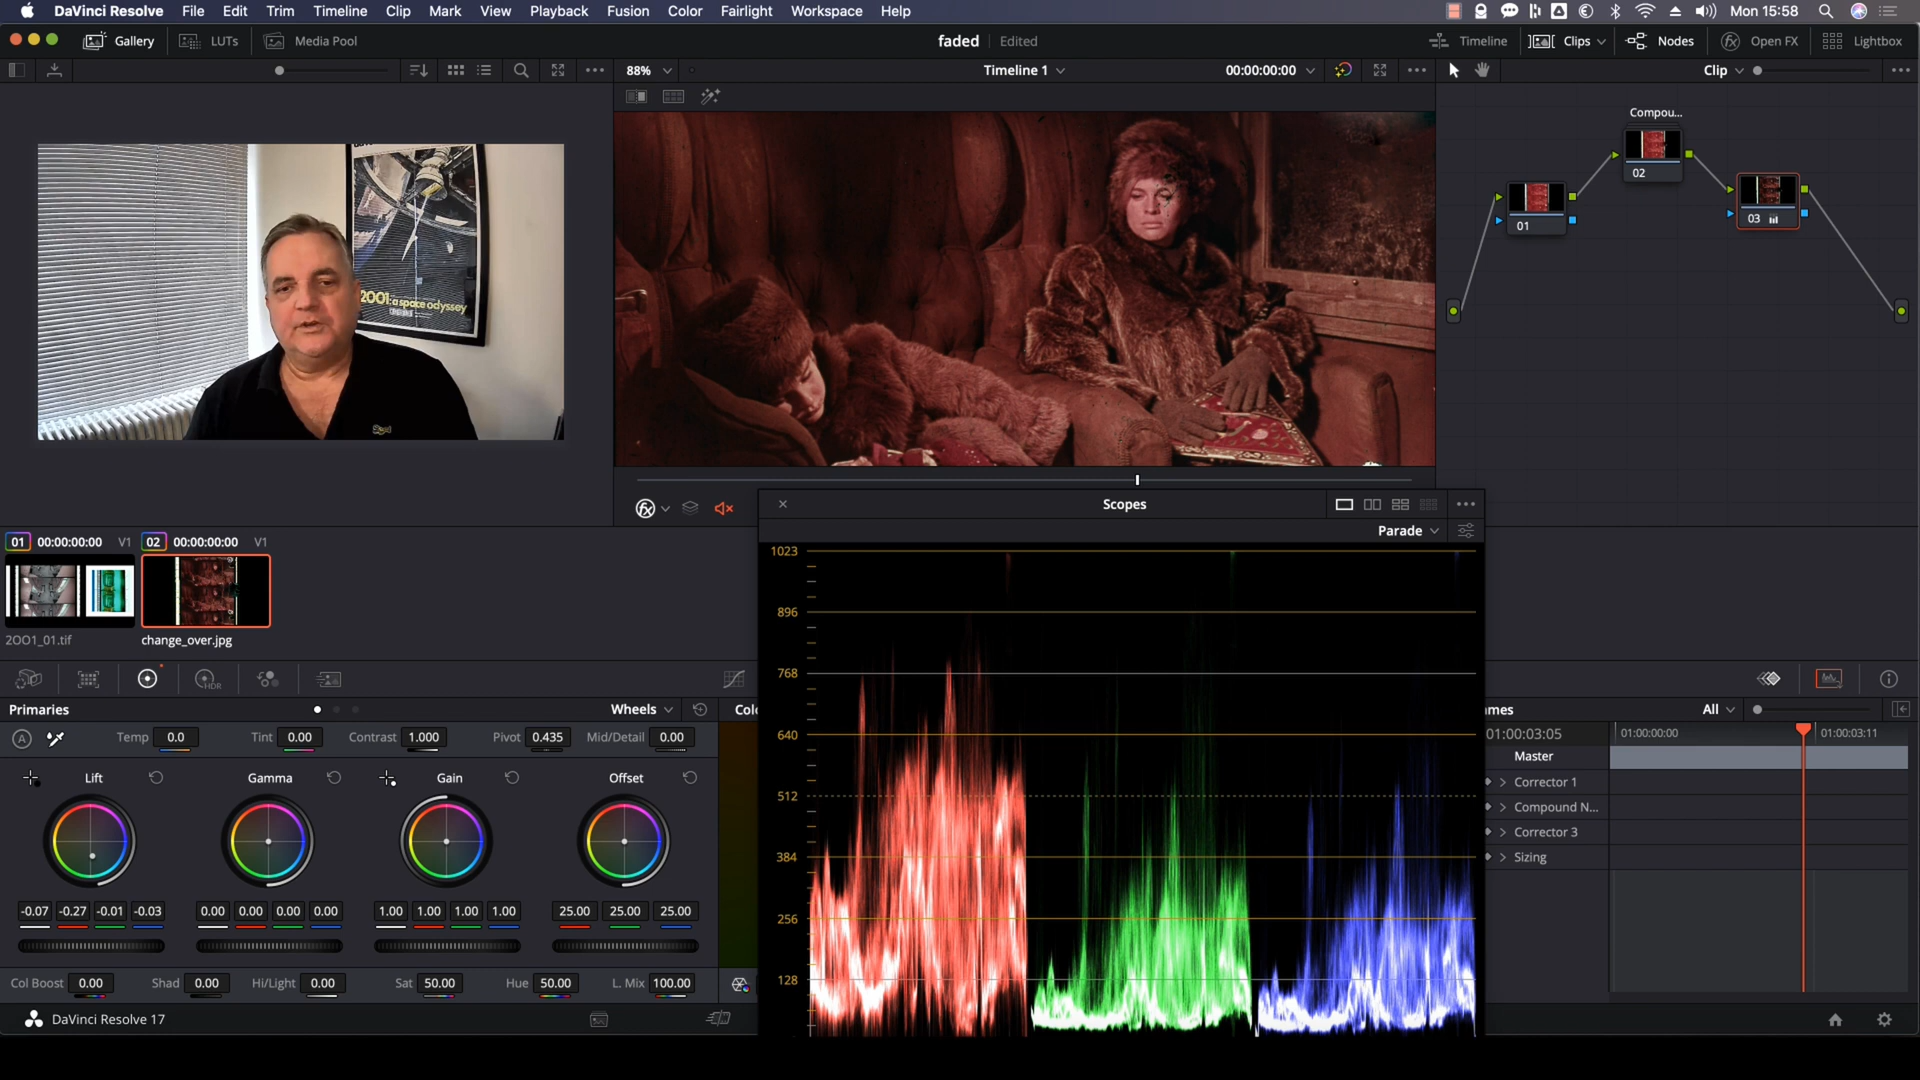 DaVinci Resolve File Edit Trim Timeline Clip Mark View Playback Fusion Color Fairlight Workspace Help Mon 15:58
Gallery LUTs Media Pool faded Edited Timeline Clips Nodes Open FX Lightbox
88% Timeline 1 00:00:00:00 Clip
Compou...
02
01
03
2001: a space odyssey
Scopes
Parade
01 00:00:00:00 V1 02 00:00:00:00 V1
2001_01.tif change_over.jpg
1023
896
768
640
512
384
256
128
HDR
Primaries Wheels Colo
A Temp 0.0 Tint 0.00 Contrast 1.000 Pivot 0.435 Mid/Detail 0.00
Lift Gamma Gain Offset
-0.07 -0.27 -0.01 -0.03 0.00 0.00 0.00 0.00 1.00 1.00 1.00 1.00 25.00 25.00 25.00
Col Boost 0.00 Shad 0.00 Hi/Light 0.00 Sat 50.00 Hue 50.00 L. Mix 100.00
mes All
01:00:03:05 01:00:00:00 01:00:03:11
Master
Corrector 1
Compound N...
Corrector 3
Sizing
DaVinci Resolve 17